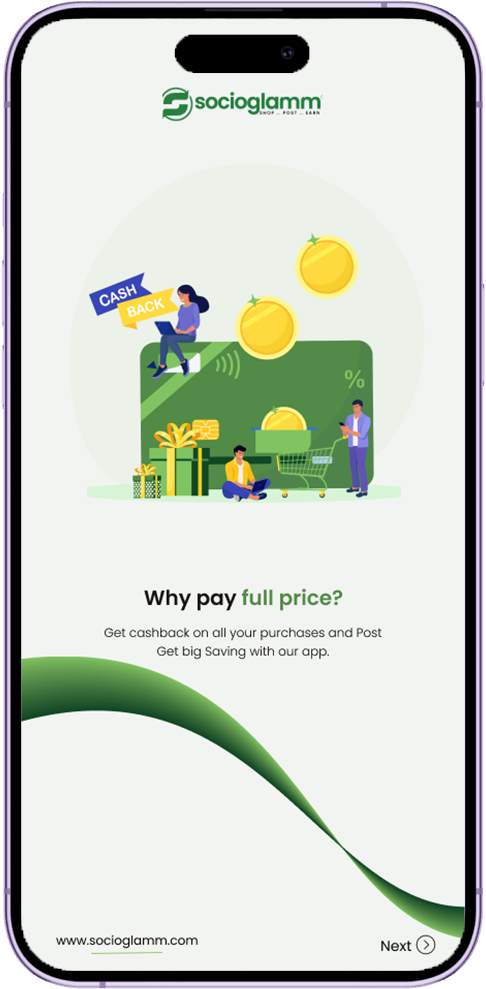 socioglamm
SHOP .. POST .. EARN
CASH
BACK
%
Why pay full price?
Get cashback on all your purchases and Post
Get big Saving with our app.
www.socioglamm.com
Next